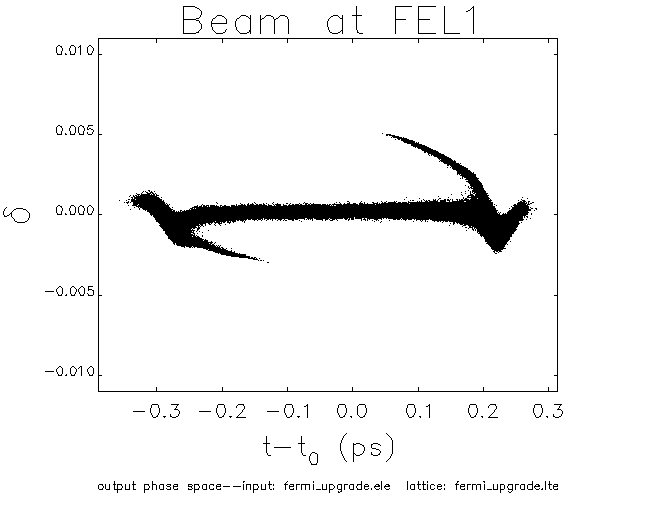 Beam at FEL1
0.010
0.005
0.000
−0.005
−0.010
δ
−0.3 −0.2 −0.1 0.0 0.1 0.2 0.3
t−t₀ (ps)
output phase space--input: fermi_upgrade.ele lattice: fermi_upgrade.lte